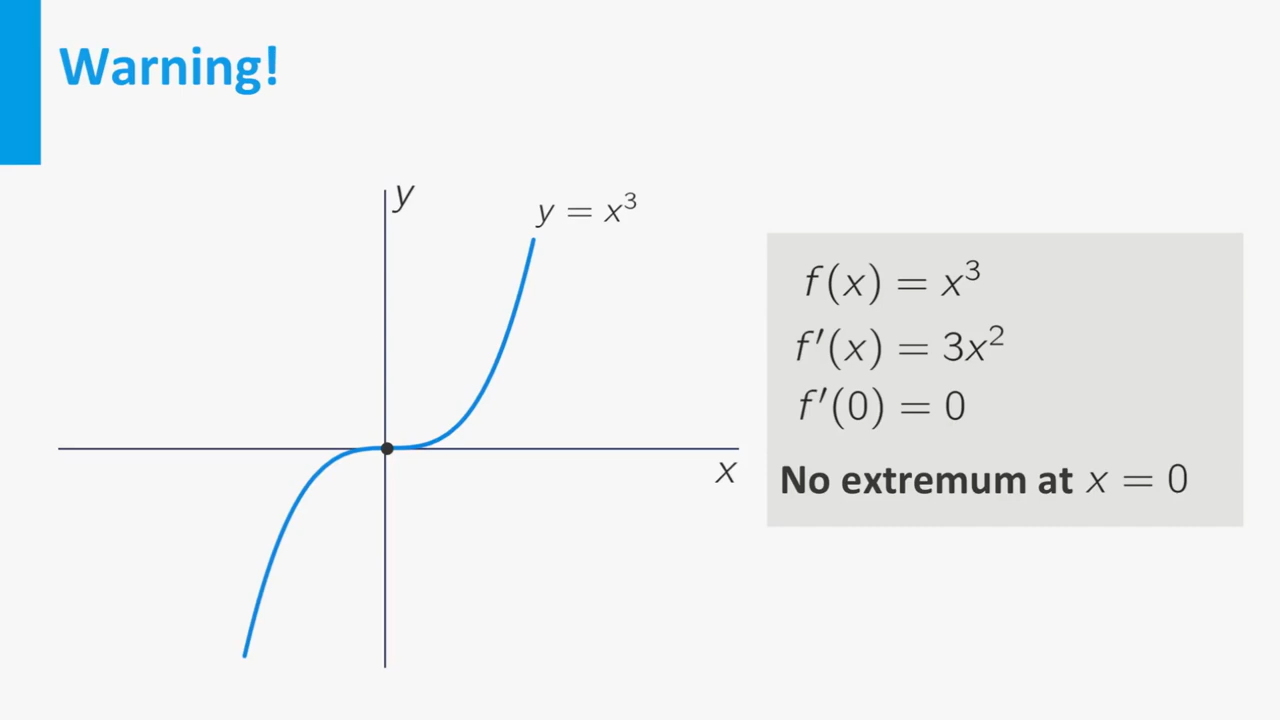 Warning!
y
y = x³
x
f(x) = x³
f′(x) = 3x²
f′(0) = 0
No extremum at x = 0